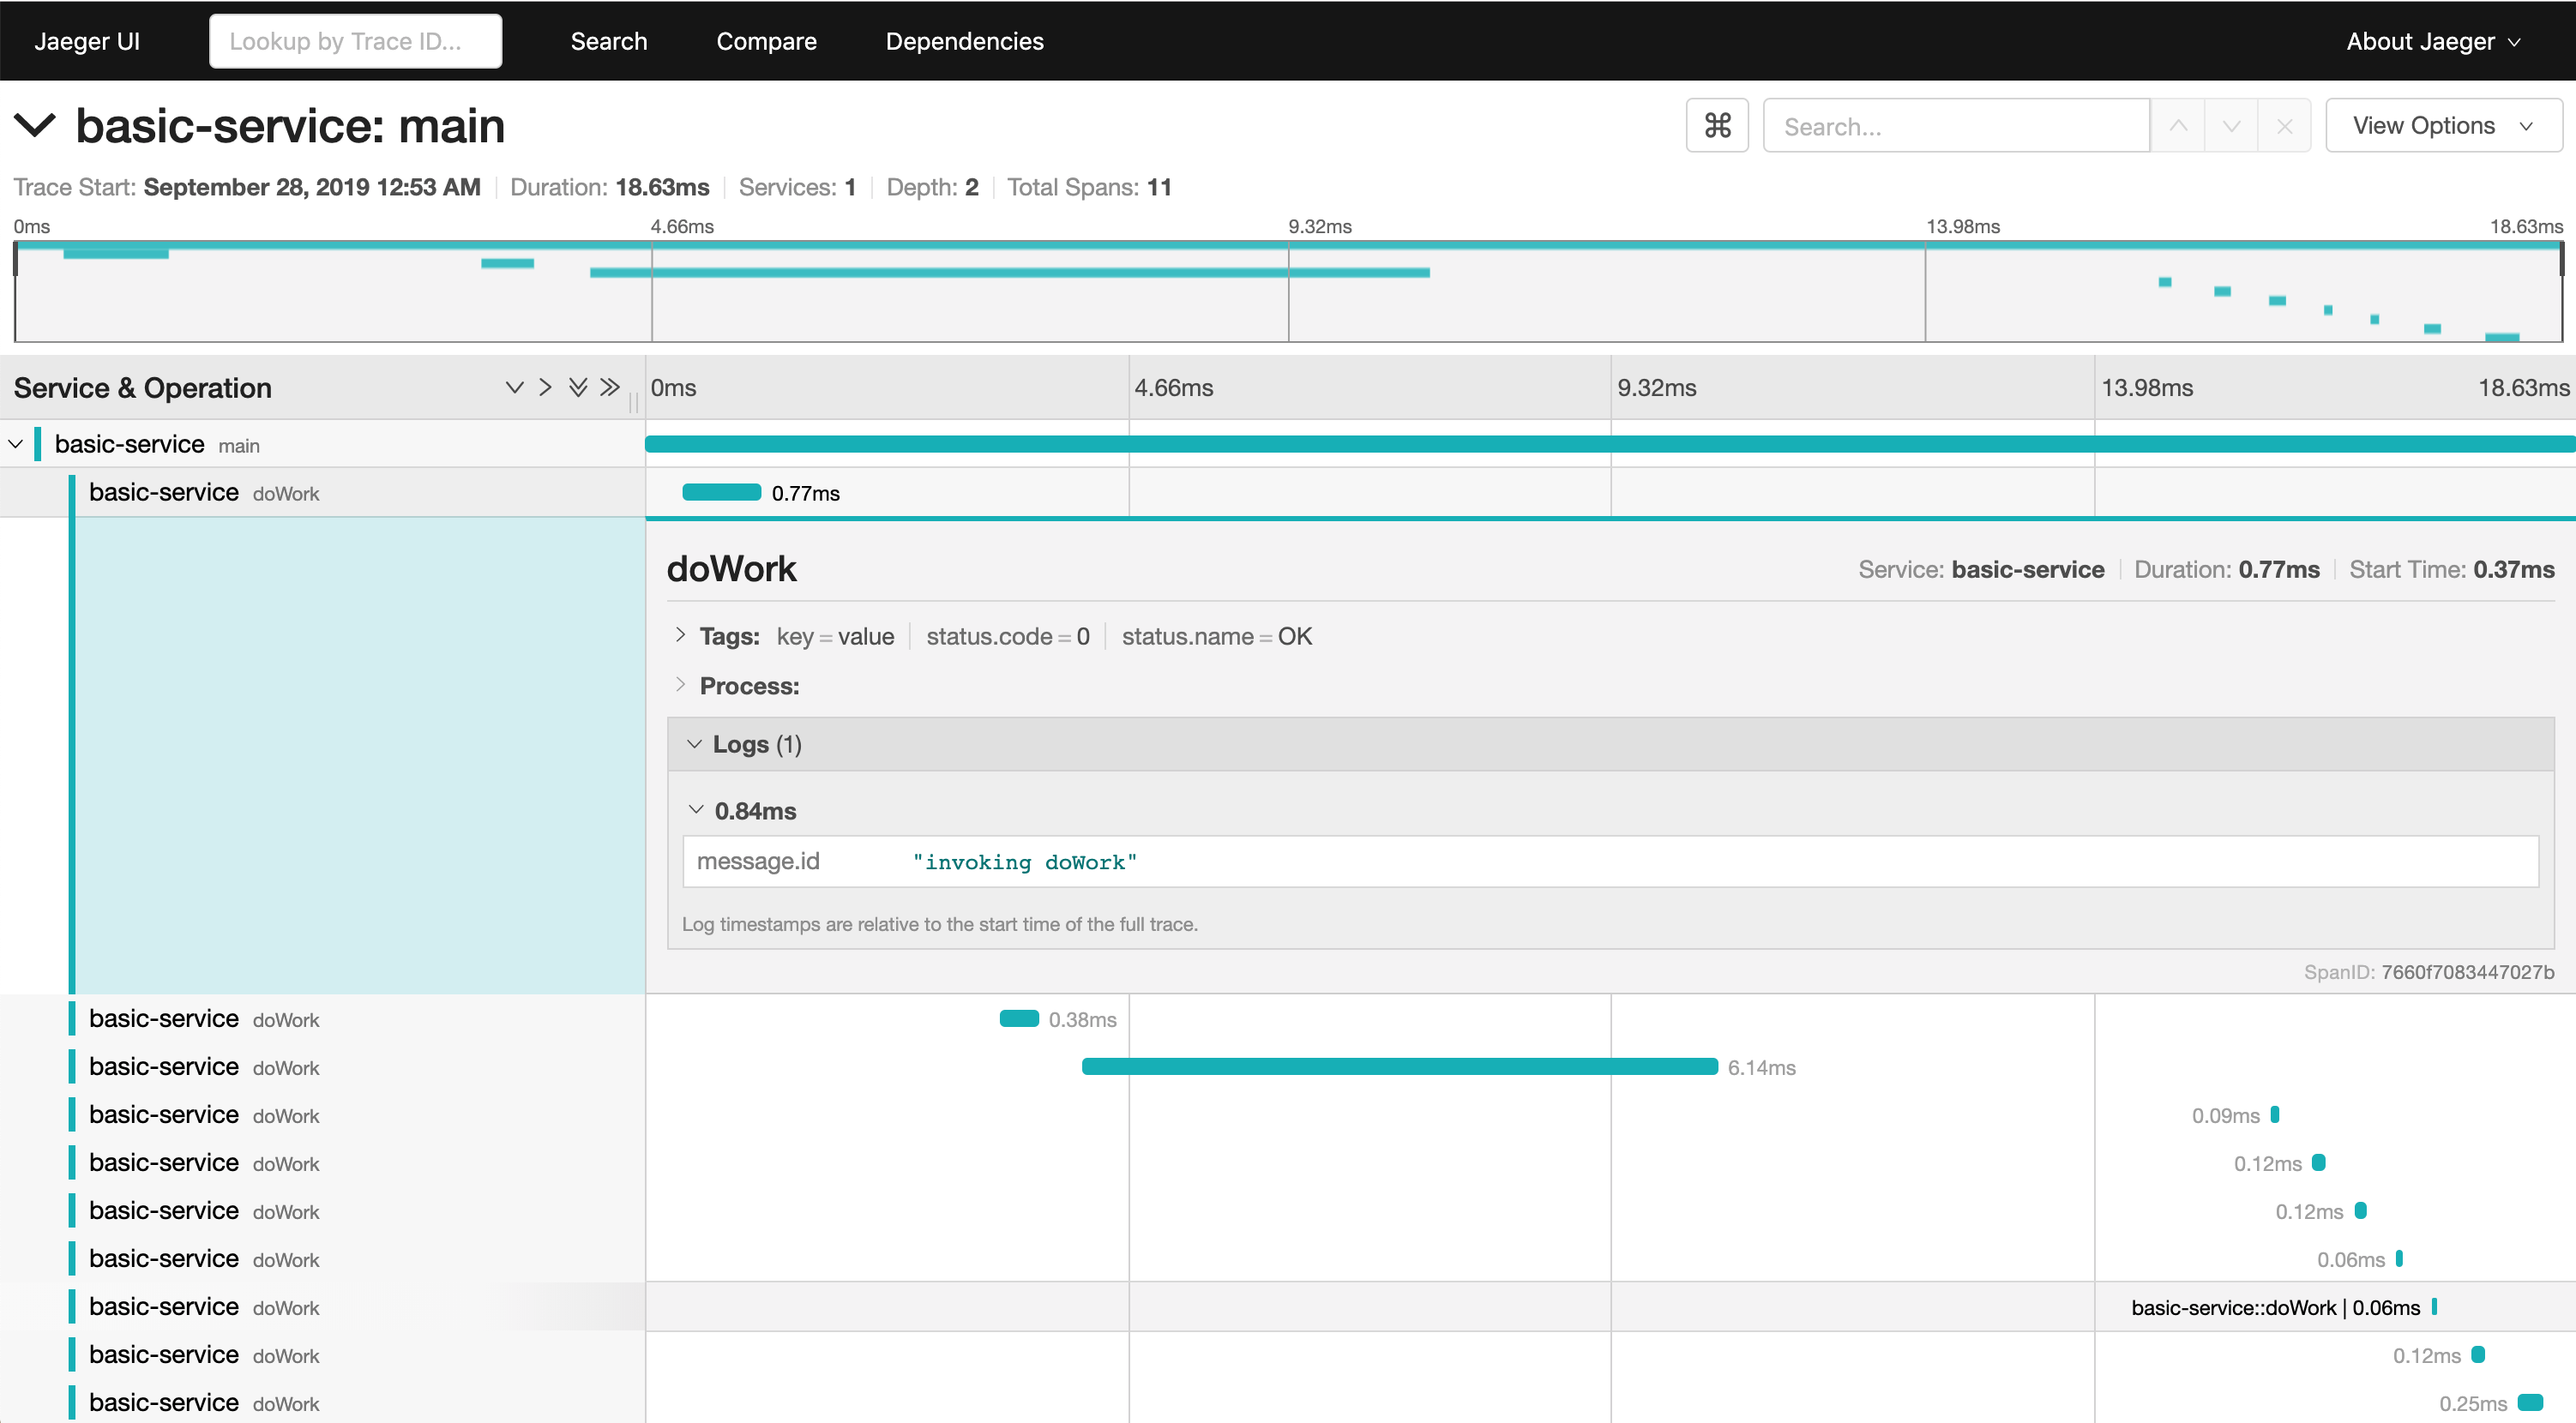 Jaeger UI Lookup by Trace ID... Search Compare Dependencies About Jaeger
basic-service: main ⌘ Search... View Options
Trace Start: September 28, 2019 12:53 AM Duration: 18.63ms Services: 1 Depth: 2 Total Spans: 11
0ms 4.66ms 9.32ms 13.98ms 18.63ms
Service & Operation 0ms 4.66ms 9.32ms 13.98ms 18.63ms
basic-service main
basic-service doWork 0.77ms
doWork Service: basic-service Duration: 0.77ms Start Time: 0.37ms
Tags: key = value status.code = 0 status.name = OK
Process:
Logs (1)
0.84ms
message.id "invoking doWork"
Log timestamps are relative to the start time of the full trace.
SpanID: 7660f7083447027b
basic-service doWork 0.38ms
basic-service doWork 6.14ms
basic-service doWork 0.09ms
basic-service doWork 0.12ms
basic-service doWork 0.12ms
basic-service doWork 0.06ms
basic-service doWork basic-service::doWork | 0.06ms
basic-service doWork 0.12ms
basic-service doWork 0.25ms